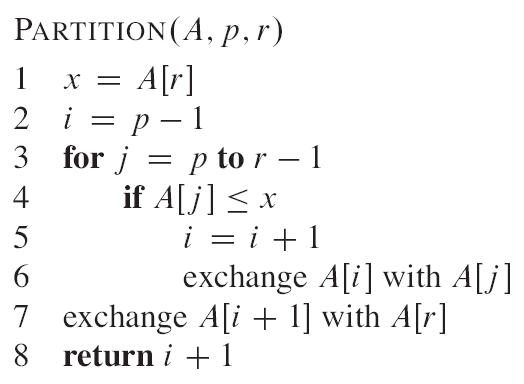 PARTITION(A, p, r)
1 x = A[r]
2 i = p − 1
3 for j = p to r − 1
4 if A[j] ≤ x
5 i = i + 1
6 exchange A[i] with A[j]
7 exchange A[i + 1] with A[r]
8 return i + 1